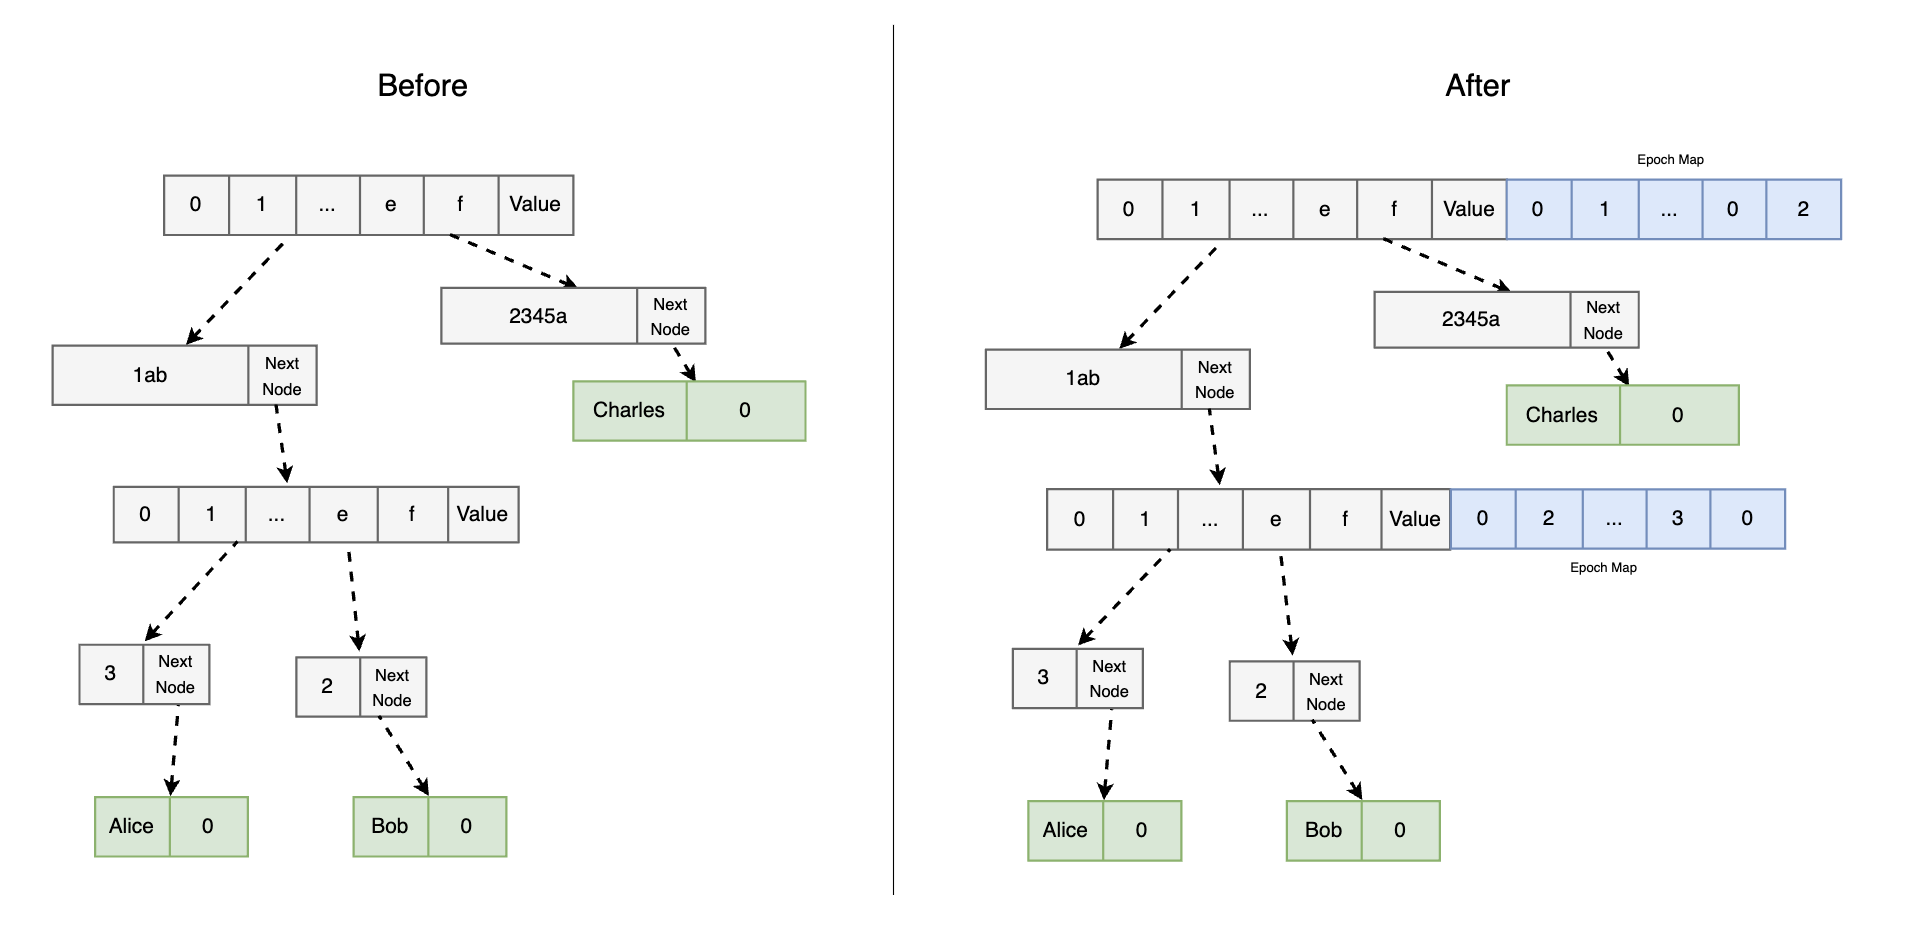 Before
0 1 ... e f Value
2345a Next Node
1ab Next Node
Charles 0
0 1 ... e f Value
3 Next Node
2 Next Node
Alice 0
Bob 0
After
Epoch Map
0 1 ... e f Value 0 1 ... 0 2
2345a Next Node
1ab Next Node
Charles 0
0 1 ... e f Value 0 2 ... 3 0
Epoch Map
3 Next Node
2 Next Node
Alice 0
Bob 0